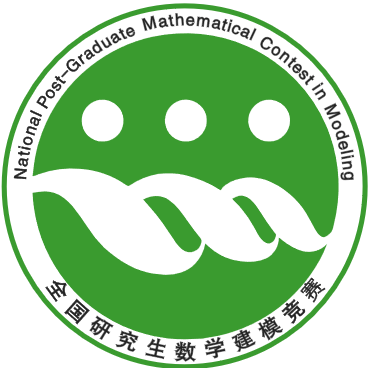 National Post-Graduate Mathematical Contest in Modeling
全国研究生数学建模竞赛